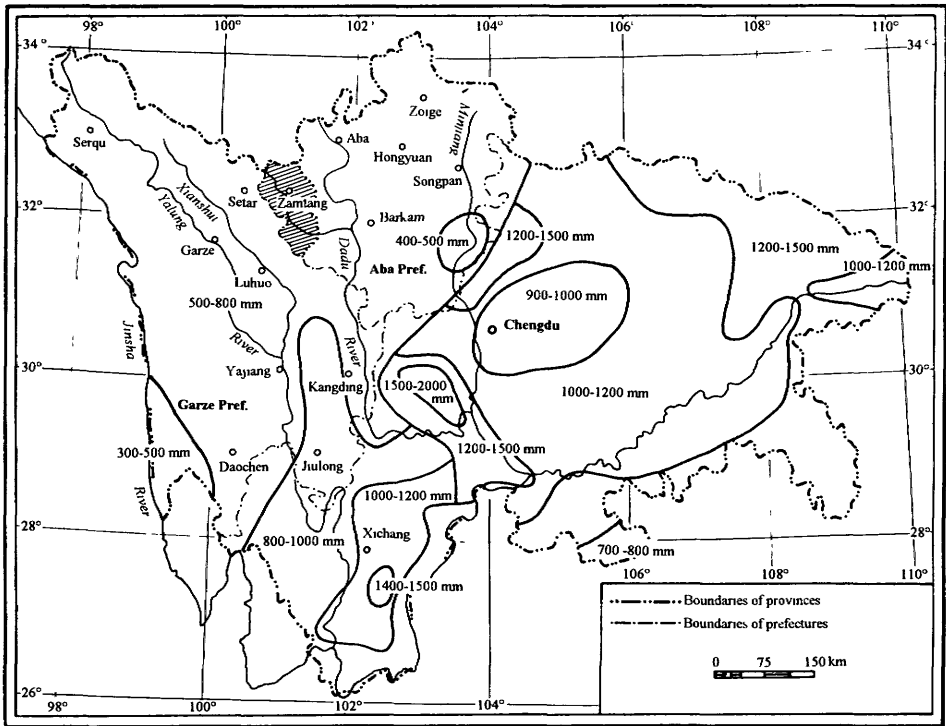 98° 100° 102° 104° 106° 108° 110°
34° 34°
Zoige
Minjiang
Aba
Serqu
Hongyuan
Songpan
Xianshui
Yalung
Setar
Zamtang
32° 32°
Barkam
Dadu
400-500 mm
1200-1500 mm
1200-1500 mm
Garze
Aba Pref.
1000-1200 mm
Luhuo
900-1000 mm
500-800 mm
Chengdu
Jinsha
River
River
30° 30°
Yajiang
Kangding
1500-2000
mm
1000-1200 mm
Garze Pref.
300-500 mm
1200-1500 mm
Daochen
Jiulong
1000-1200 mm
River
28° 28°
Xichang
800-1000 mm
700-800 mm
1400-1500 mm
106° 108° 110°
Boundaries of provinces
Boundaries of prefectures
0 75 150 km
26°
98° 100° 102° 104°